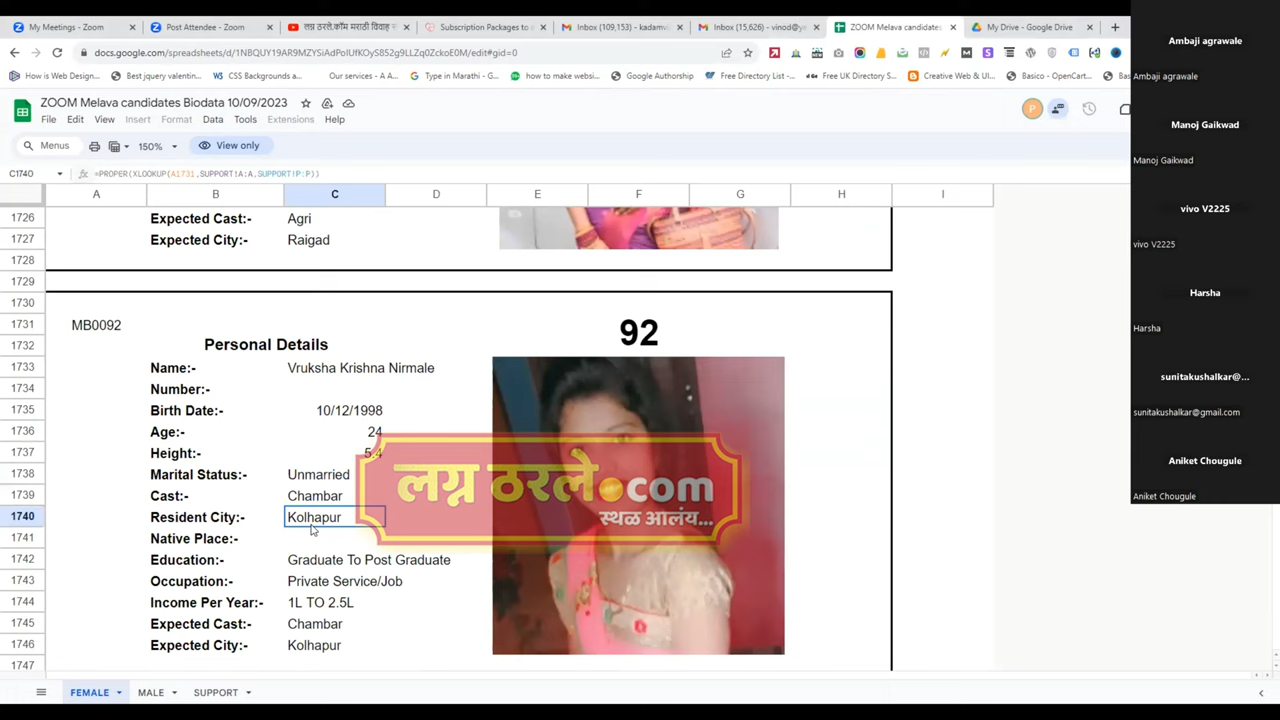 My Meetings - Zoom
Post Attendee - Zoom
लग्न ठरले.कॉम मराठी विवाह सं
Subscription Packages to s
Inbox (109,153) - kadamvi
Inbox (15,626) - vinod@ye
ZOOM Melava candidates
My Drive - Google Drive
docs.google.com/spreadsheets/d/1NBQUY19AR9MZYSiAdPolUfKOyS852g9LLZq0ZckoE0M/edit#gid=0
How is Web Design...
Best jquery valentin...
CSS Backgrounds a...
Our services - A A...
Type in Marathi - G...
how to make websi...
Google Authorship
Free Directory List -...
Free UK Directory S...
Creative Web & UI...
Basico - OpenCart...
Bas
ZOOM Melava candidates Biodata 10/09/2023
File Edit View Insert Format Data Tools Extensions Help
Menus 150% View only
C1740 =PROPER(XLOOKUP(A1731,SUPPORT!A:A,SUPPORT!P:P))
A B C D E F G H I
1726 Expected Cast:- Agri
1727 Expected City:- Raigad
1728
1729
1730
1731 MB0092 92
1732 Personal Details
1733 Name:- Vruksha Krishna Nirmale
1734 Number:-
1735 Birth Date:- 10/12/1998
1736 Age:- 24
1737 Height:- 5.4
1738 Marital Status:- Unmarried
1739 Cast:- Chambar
1740 Resident City:- Kolhapur
1741 Native Place:-
1742 Education:- Graduate To Post Graduate
1743 Occupation:- Private Service/Job
1744 Income Per Year:- 1L TO 2.5L
1745 Expected Cast:- Chambar
1746 Expected City:- Kolhapur
1747
लग्न ठरले.com
स्थळ आलंय...
FEMALE MALE SUPPORT
P
Ambaji agrawale
Ambaji agrawale
Manoj Gaikwad
Manoj Gaikwad
vivo V2225
vivo V2225
Harsha
Harsha
sunitakushalkar@...
sunitakushalkar@gmail.com
Aniket Chougule
Aniket Chougule